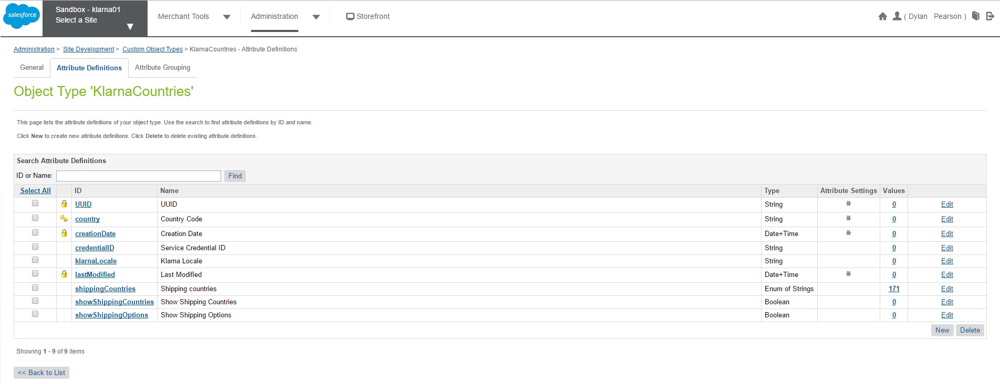 salesforce
Sandbox - klarna01
Select a Site
Merchant Tools
Administration
Storefront
( Dylan Pearson )
Administration > Site Development > Custom Object Types > KlarnaCountries - Attribute Definitions
General Attribute Definitions Attribute Grouping
Object Type 'KlarnaCountries'
This page lists the attribute definitions of your object type. Use the search to find attribute definitions by ID and name.
Click New to create new attribute definitions. Click Delete to delete existing attribute definitions.
Search Attribute Definitions
ID or Name: Find
Select All ID Name Type Attribute Settings Values
UUID UUID String * 0 Edit
country Country Code String * 0 Edit
creationDate Creation Date Date+Time * 0 Edit
credentialID Service Credential ID String 0 Edit
klarnaLocale Klarna Locale String 0 Edit
lastModified Last Modified Date+Time * 0 Edit
shippingCountries Shipping countries Enum of Strings 171 Edit
showShippingCountries Show Shipping Countries Boolean 0 Edit
showShippingOptions Show Shipping Options Boolean 0 Edit
New Delete
Showing 1 - 9 of 9 items
<< Back to List